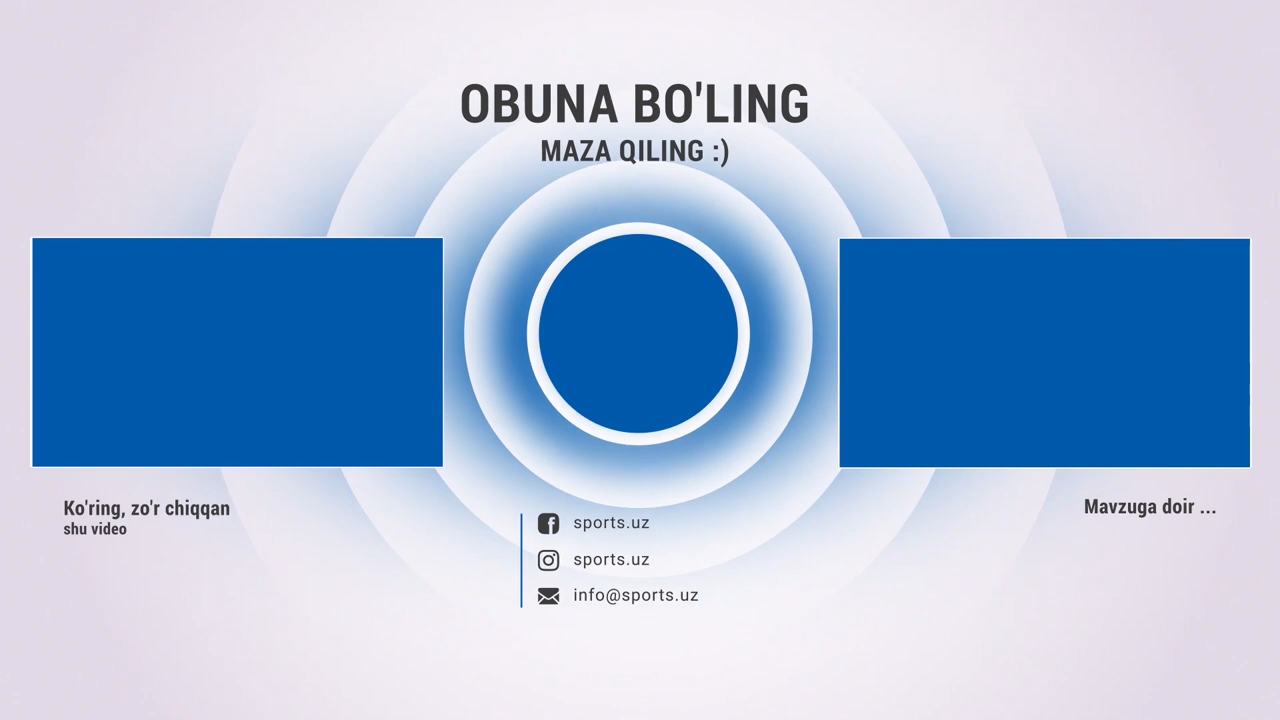 OBUNA BO'LING
MAZA QILING :)
Ko'ring, zo'r chiqqan
shu video
Mavzuga doir ...
sports.uz
sports.uz
info@sports.uz